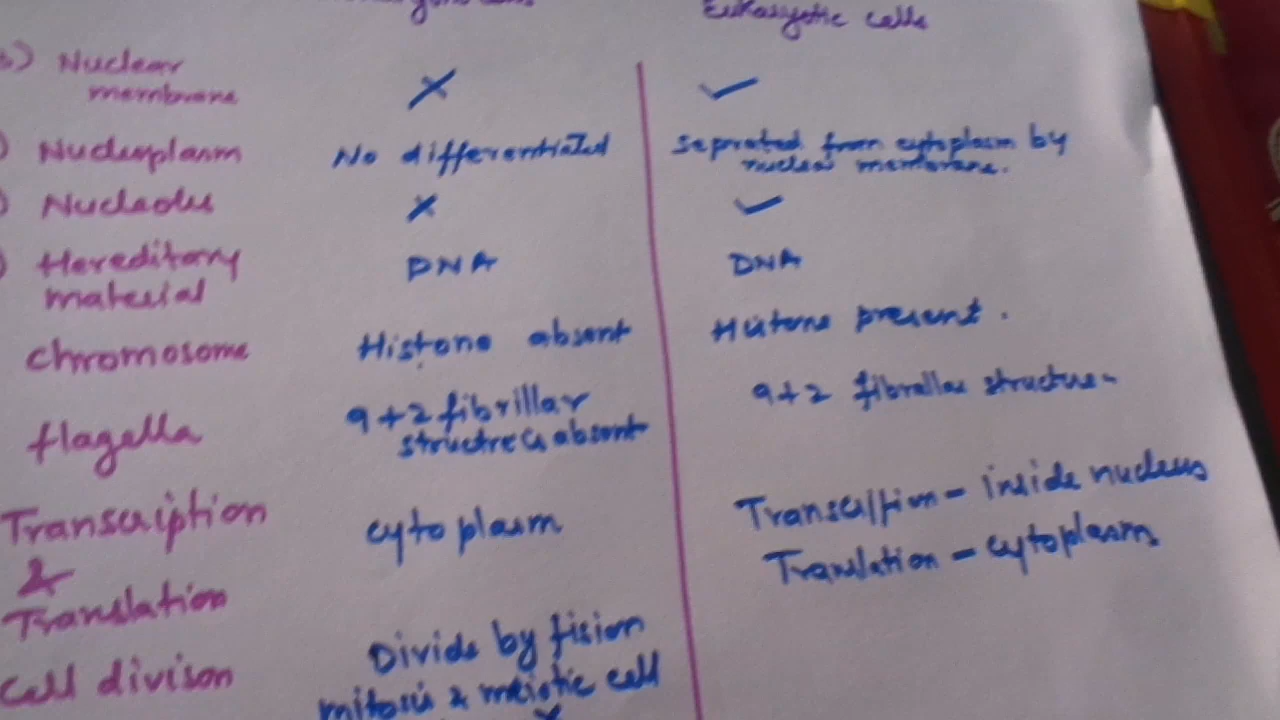 Eukaryotic cells
Nuclear
membrane ✗ ✓
Nucleoplasm No differentiated Seprated from cytoplasm by
nuclear membrane.
Nucleolus ✗ ✓
Hereditary DNA DNA
material
Chromosome Histone absent Histone present.
flagella 9+2 fibrillar 9+2 fibrillar structure
structre is absent
Transcription cytoplasm Transcription - inside nucleus
& Translation - cytoplasm
Translation
Cell divison Divide by fision
mitosis & meiotic cell